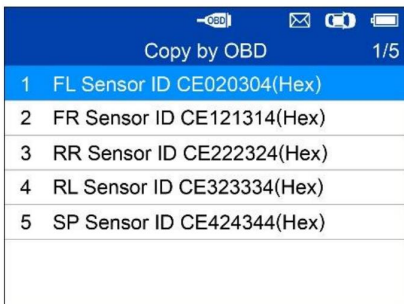 OBD
Copy by OBD 1/5
1 FL Sensor ID CE020304(Hex)
2 FR Sensor ID CE121314(Hex)
3 RR Sensor ID CE222324(Hex)
4 RL Sensor ID CE323334(Hex)
5 SP Sensor ID CE424344(Hex)